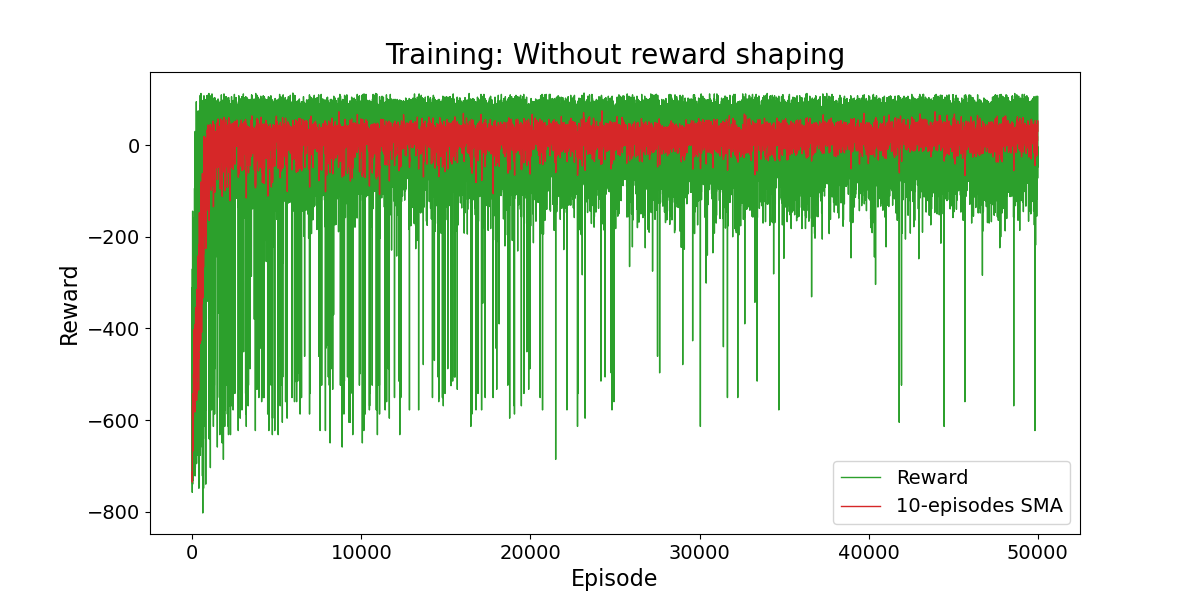 Training: Without reward shaping
Reward
0
−200
−400
−600
−800
0 10000 20000 30000 40000 50000
Episode
Reward
10-episodes SMA